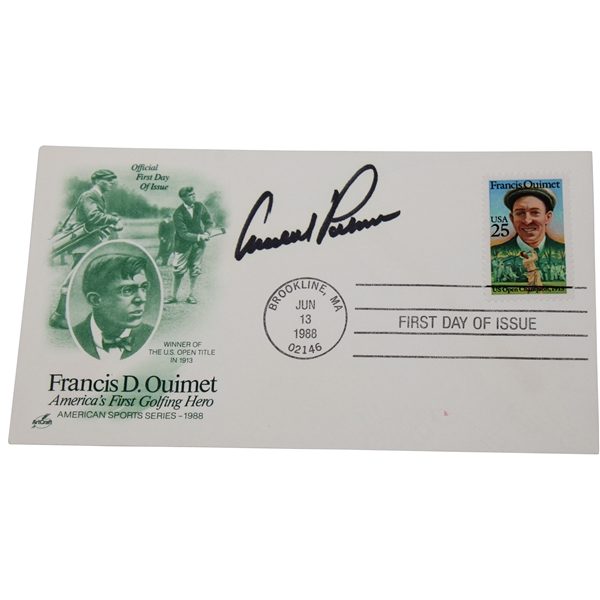 Official
First Day
Of Issue
WINNER OF
THE U.S. OPEN TITLE
IN 1913
Francis D. Ouimet
America's First Golfing Hero
AMERICAN SPORTS SERIES - 1988
ArtCraft
Arnold Palmer
BROOKLINE, MA
JUN
13
1988
02146
FIRST DAY OF ISSUE
Francis Ouimet
USA
25
US Open Champion, 1913